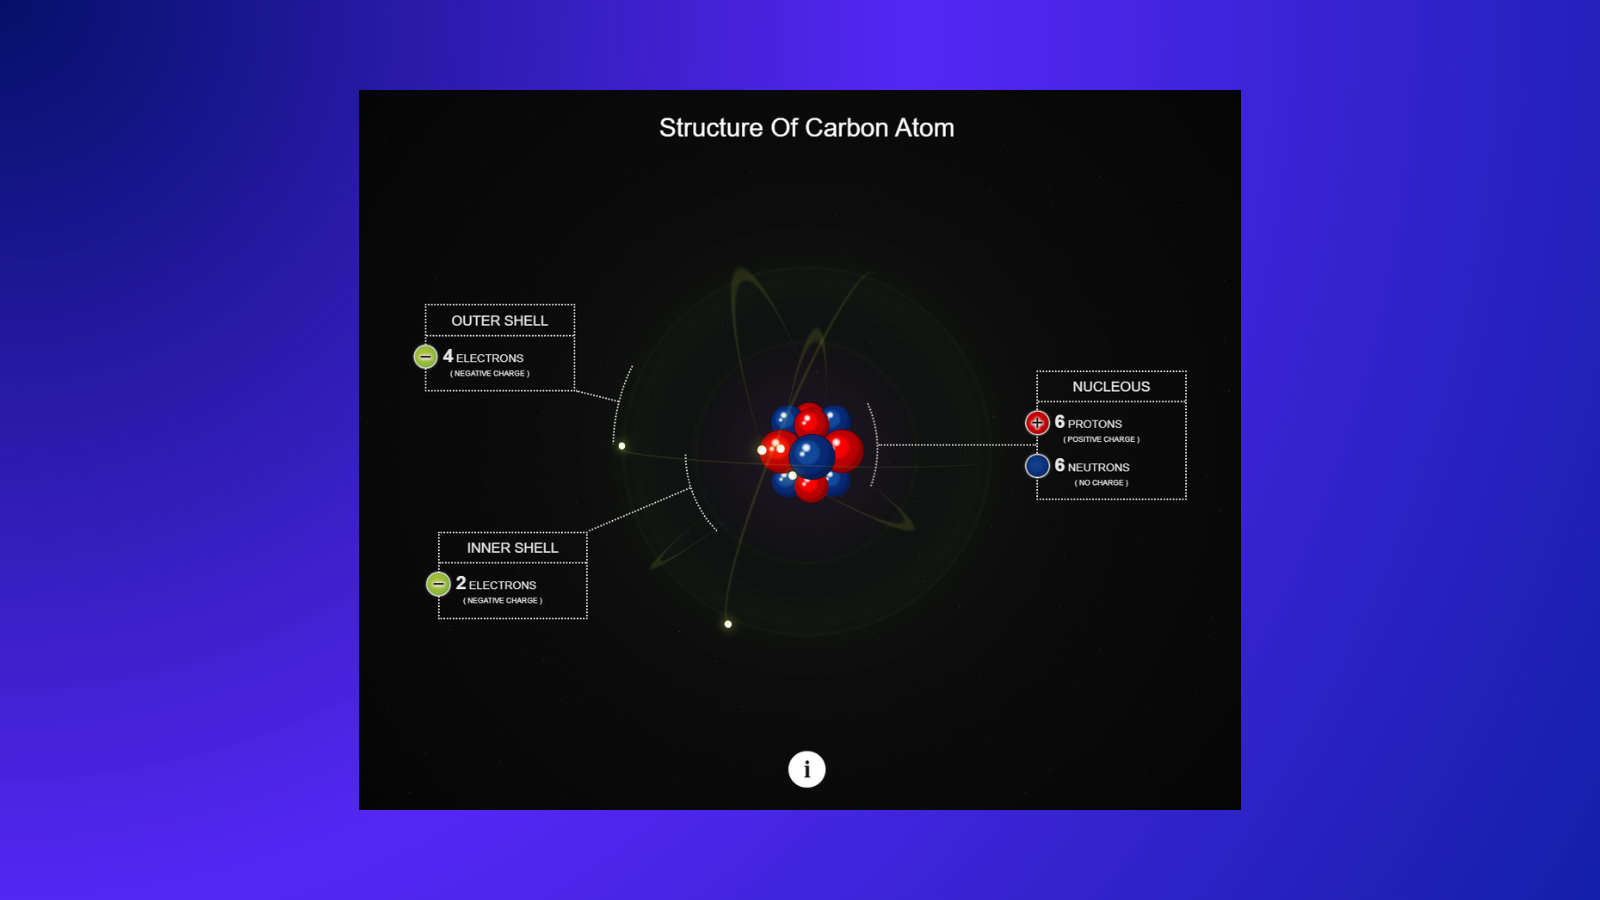 Structure Of Carbon Atom
OUTER SHELL
4 ELECTRONS
( NEGATIVE CHARGE )
INNER SHELL
2 ELECTRONS
( NEGATIVE CHARGE )
NUCLEOUS
6 PROTONS
( POSITIVE CHARGE )
6 NEUTRONS
( NO CHARGE )
i